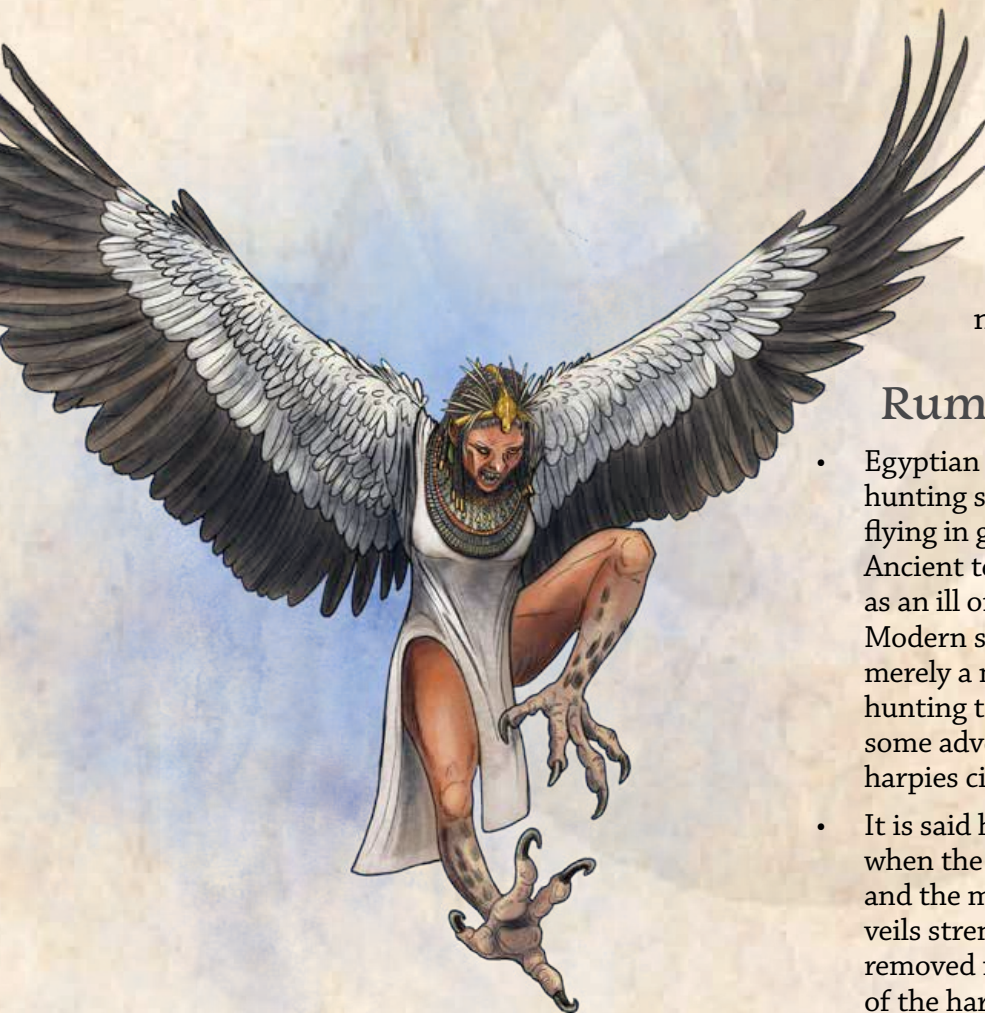 Rum
• Egyptian
hunting s
flying in g
Ancient to
as an ill o
Modern s
merely a r
hunting t
some adv
harpies ci
• It is said h
when the
and the m
veils stren
removed f
of the har